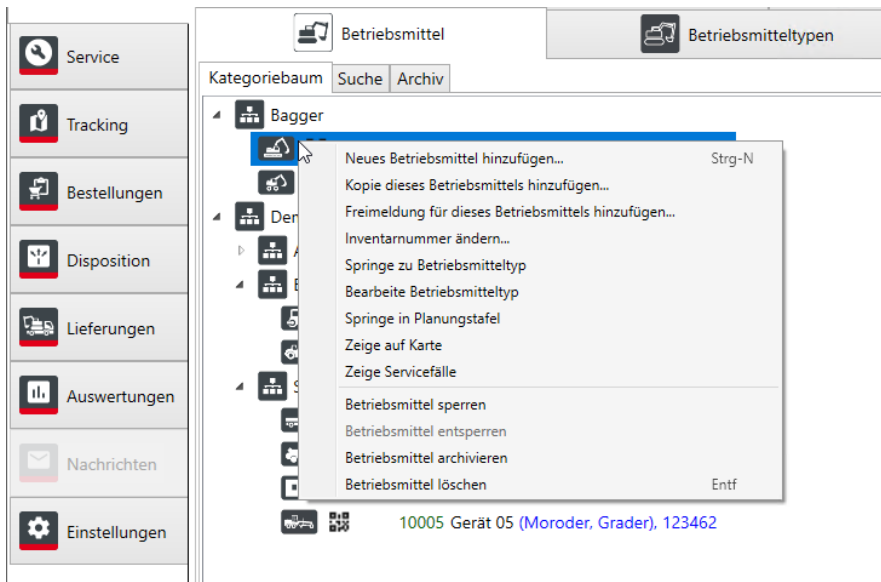 Betriebsmittel
Betriebsmitteltypen
Service
Tracking
Bestellungen
Disposition
Lieferungen
Auswertungen
Nachrichten
Einstellungen
Kategoriebaum Suche Archiv
Bagger
Neues Betriebsmittel hinzufügen... Strg-N
Kopie dieses Betriebsmittels hinzufügen...
Freimeldung für dieses Betriebsmittels hinzufügen...
Inventarnummer ändern...
Springe zu Betriebsmitteltyp
Bearbeite Betriebsmitteltyp
Springe in Planungstafel
Zeige auf Karte
Zeige Servicefälle
Betriebsmittel sperren
Betriebsmittel entsperren
Betriebsmittel archivieren
Betriebsmittel löschen Entf
10005 Gerät 05 (Moroder, Grader), 123462